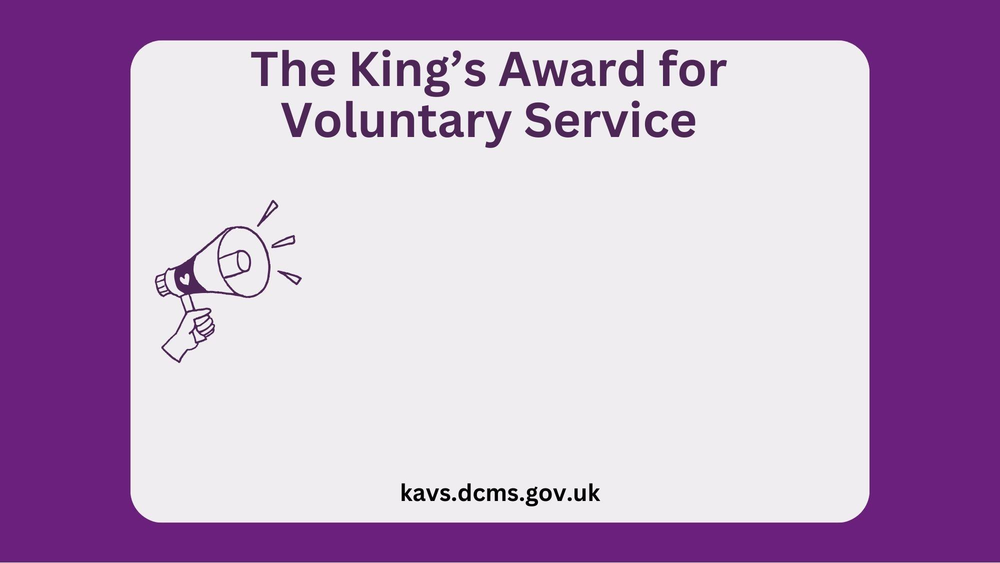 The King’s Award for
Voluntary Service
kavs.dcms.gov.uk